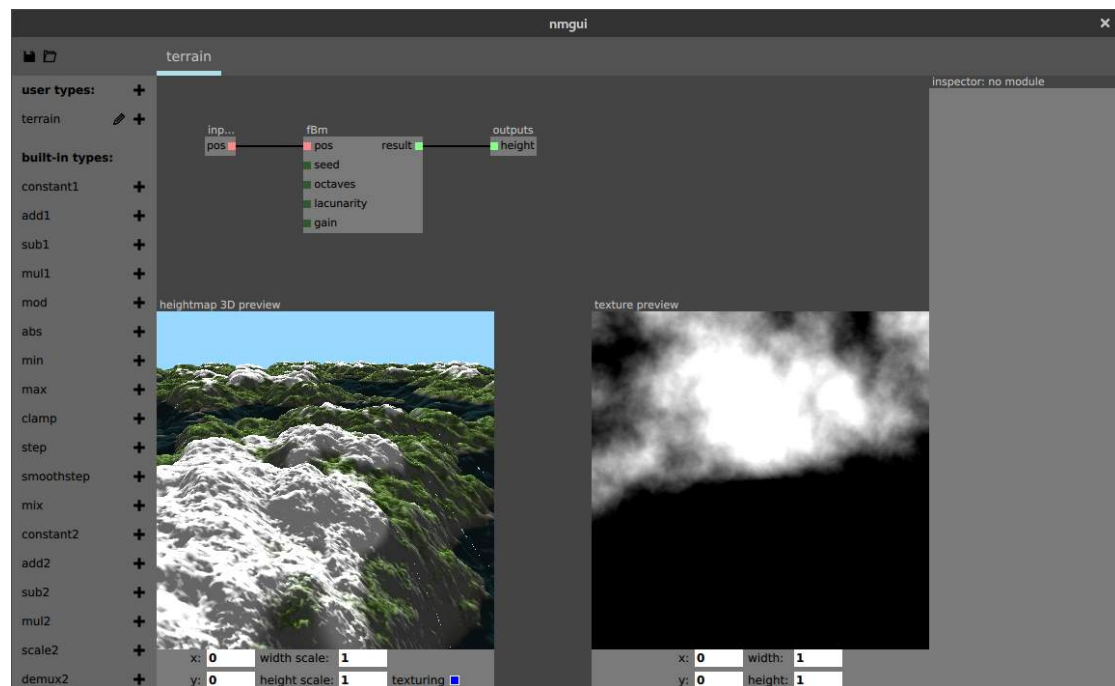 nmgui
terrain
user types:
terrain
built-in types:
constant1
add1
sub1
mul1
mod
abs
min
max
clamp
step
smoothstep
mix
constant2
add2
sub2
mul2
scale2
demux2
inp...
pos
fBm
pos result
seed
octaves
lacunarity
gain
outputs
height
heightmap 3D preview
x: 0 width scale: 1
y: 0 height scale: 1 texturing
texture preview
x: 0 width: 1
y: 0 height: 1
inspector: no module